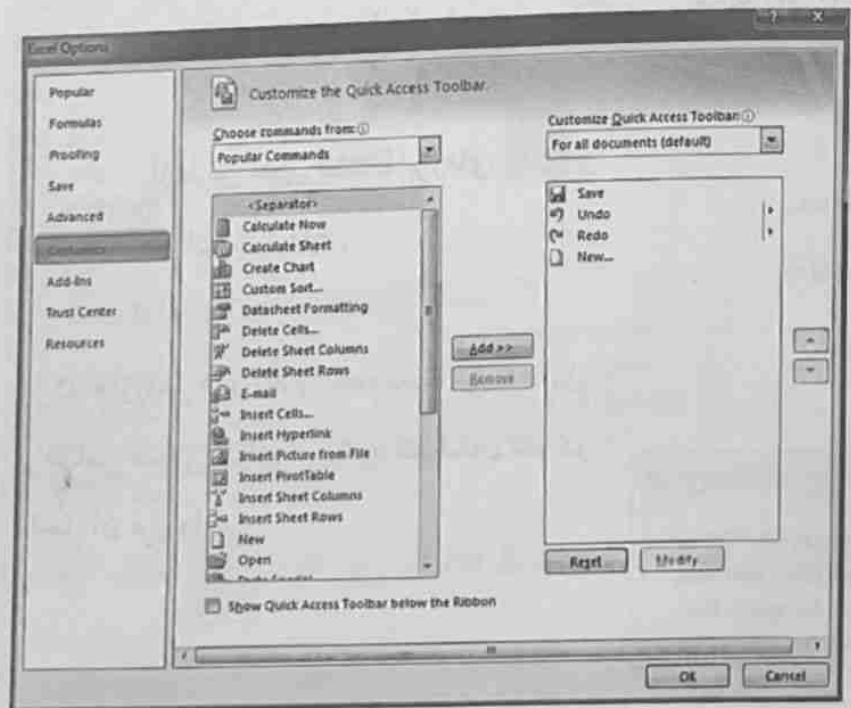 Excel Options
Popular
Formulas
Proofing
Save
Advanced
Customize
Add-Ins
Trust Center
Resources
Customize the Quick Access Toolbar.
Choose commands from:
Popular Commands
<Separator>
Calculate Now
Calculate Sheet
Create Chart
Custom Sort...
Datasheet Formatting
Delete Cells...
Delete Sheet Columns
Delete Sheet Rows
E-mail
Insert Cells...
Insert Hyperlink
Insert Picture from File
Insert PivotTable
Insert Sheet Columns
Insert Sheet Rows
New
Open
Add >>
Remove
Customize Quick Access Toolbar:
For all documents (default)
Save
Undo
Redo
New...
Reset
Modify...
Show Quick Access Toolbar below the Ribbon
OK
Cancel